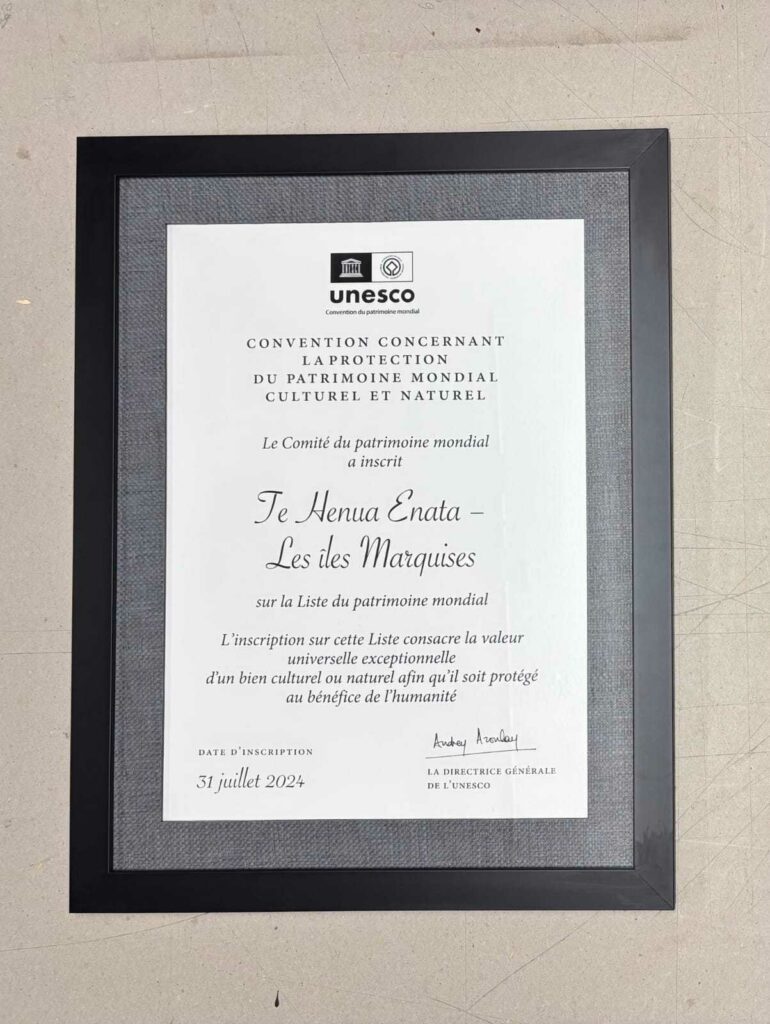 unesco
Convention du patrimoine mondial
CONVENTION CONCERNANT
LA PROTECTION
DU PATRIMOINE MONDIAL
CULTUREL ET NATUREL
Le Comité du patrimoine mondial
a inscrit
Te Henua Enata –
Les îles Marquises
sur la Liste du patrimoine mondial
L'inscription sur cette Liste consacre la valeur
universelle exceptionnelle
d'un bien culturel ou naturel afin qu'il soit protégé
au bénéfice de l'humanité
DATE D'INSCRIPTION
31 juillet 2024
Audrey Azoulay
LA DIRECTRICE GÉNÉRALE
DE L'UNESCO